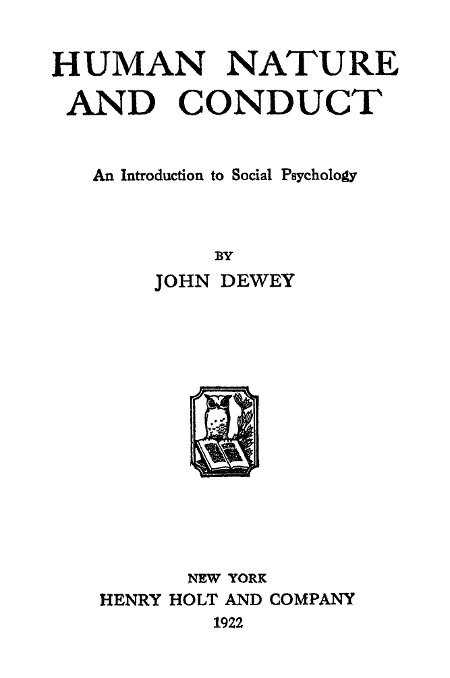 HUMAN NATURE
AND CONDUCT
An Introduction to Social Psychology
BY
JOHN DEWEY
NEW YORK
HENRY HOLT AND COMPANY
1922